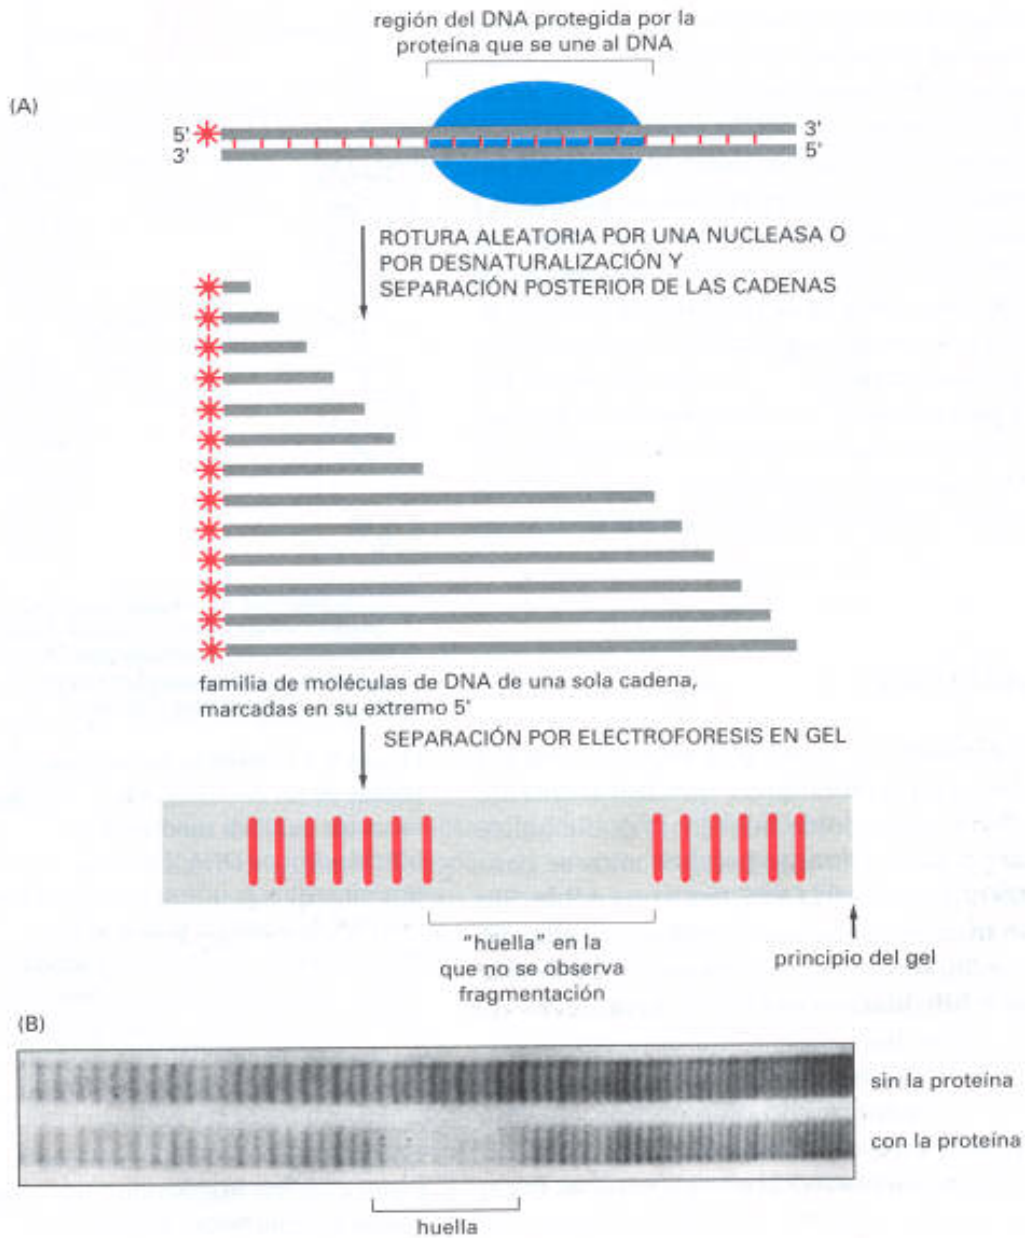 región del DNA protegida por la
proteína que se une al DNA
(A)
5' 3'
3' 5'
ROTURA ALEATORIA POR UNA NUCLEASA O
POR DESNATURALIZACIÓN Y
SEPARACIÓN POSTERIOR DE LAS CADENAS
familia de moléculas de DNA de una sola cadena,
marcadas en su extremo 5'
SEPARACIÓN POR ELECTROFORESIS EN GEL
"huella" en la
que no se observa
fragmentación
principio del gel
(B)
sin la proteína
con la proteína
huella